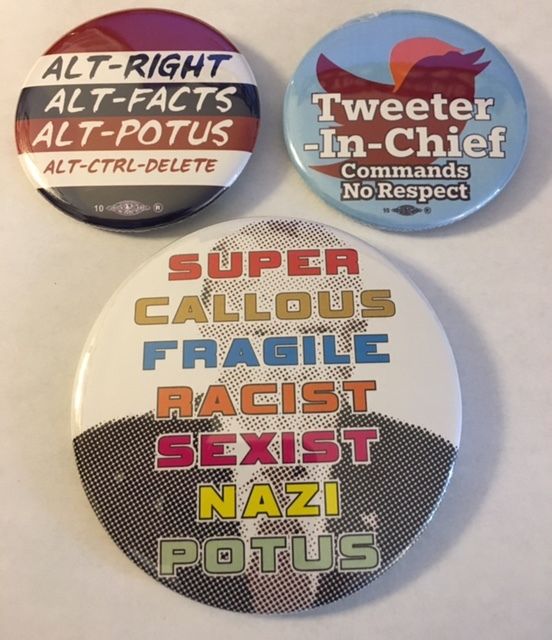 ALT-RIGHT
ALT-FACTS
ALT-POTUS
ALT-CTRL-DELETE
10 ®
Tweeter
-In-Chief
Commands
No Respect
®
SUPER
CALLOUS
FRAGILE
RACIST
SEXIST
NAZI
POTUS